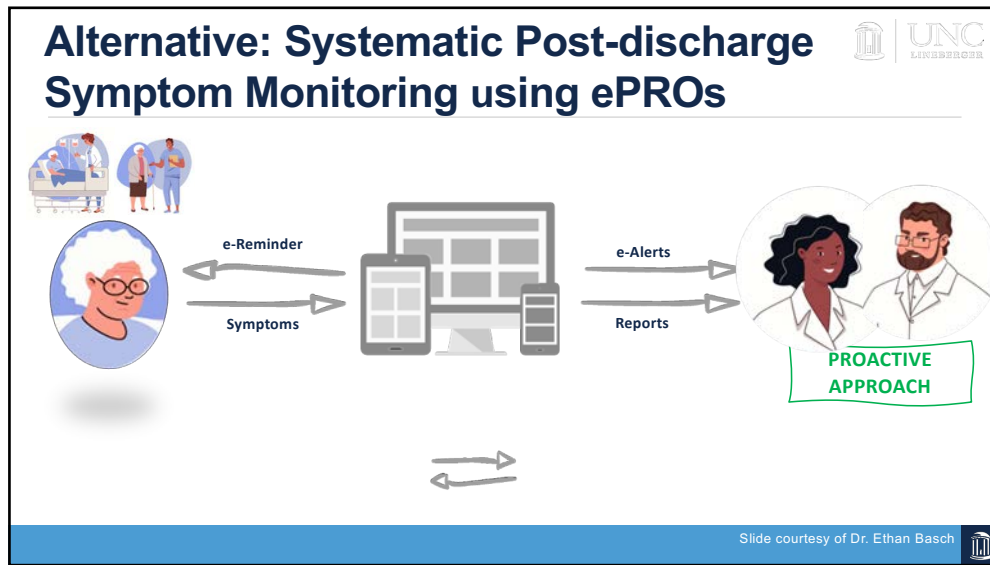 Alternative: Systematic Post-discharge
Symptom Monitoring using ePROs
UNC
LINEBERGER
e-Reminder
Symptoms
e-Alerts
Reports
PROACTIVE
APPROACH
Slide courtesy of Dr. Ethan Basch